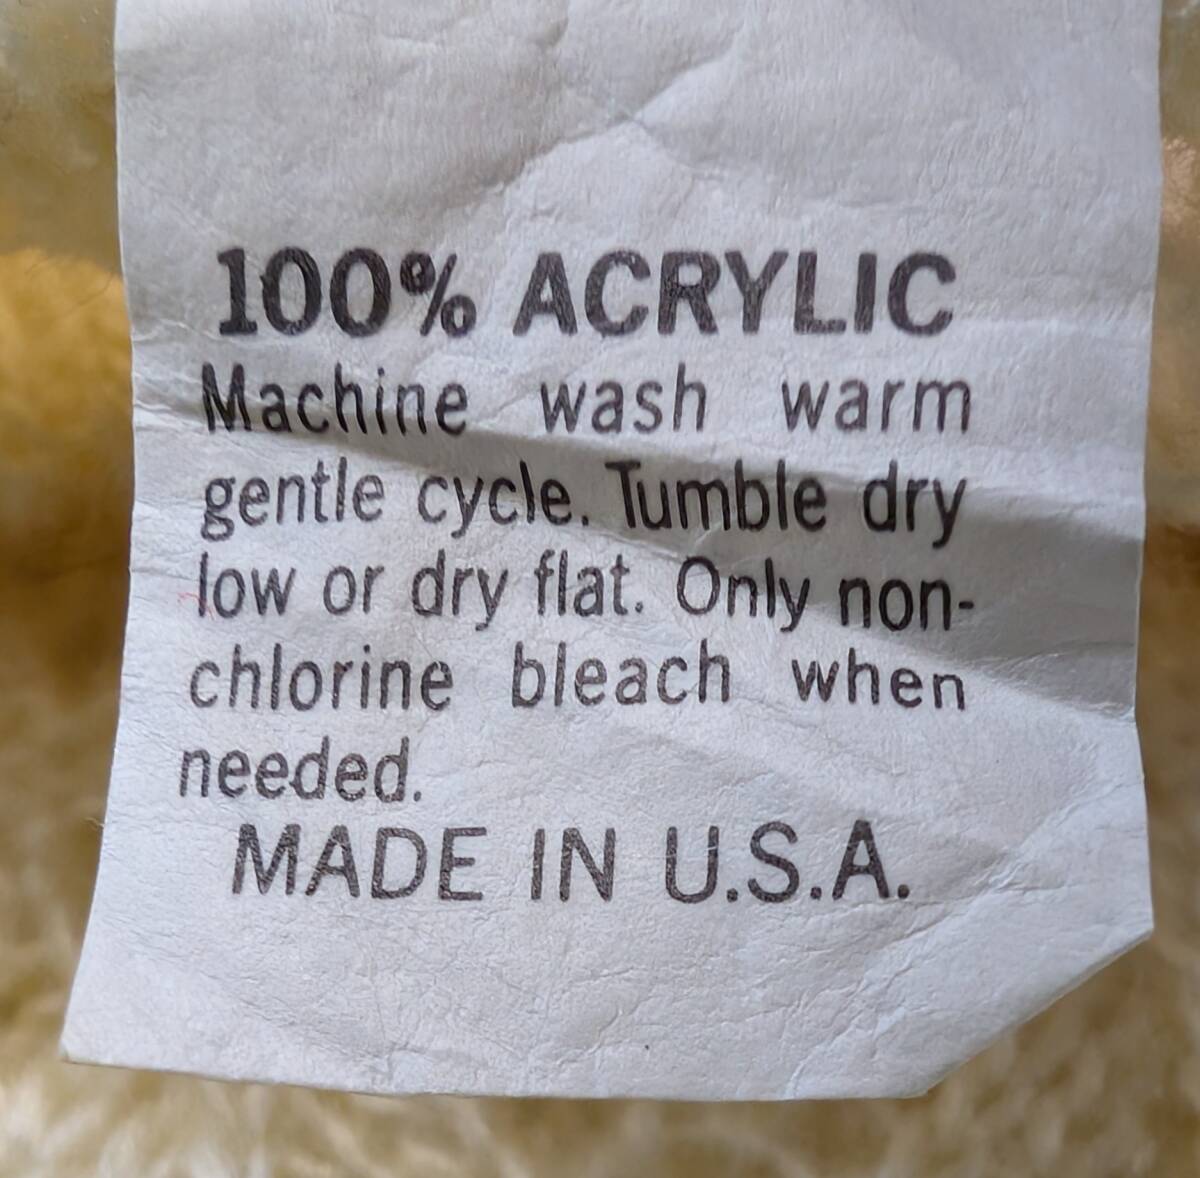 100% ACRYLIC
Machine wash warm
gentle cycle. Tumble dry
low or dry flat. Only non-
chlorine bleach when
needed.
MADE IN U.S.A.